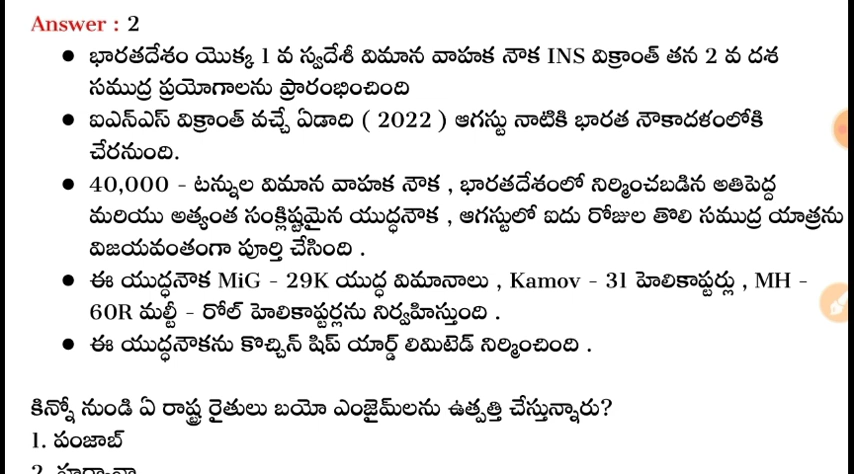 Answer : 2
● భారతదేశం యొక్క 1 వ స్వదేశీ విమాన వాహక నౌక INS విక్రాంత్ తన 2 వ దశ
సముద్ర ప్రయోగాలను ప్రారంభించింది
● ఐఎన్ఎస్ విక్రాంత్ వచ్చే ఏడాది ( 2022 ) ఆగస్టు నాటికి భారత నౌకాదళంలోకి
చేరనుంది.
● 40,000 - టన్నుల విమాన వాహక నౌక , భారతదేశంలో నిర్మించబడిన అతిపెద్ద
మరియు అత్యంత సంక్లిష్టమైన యుద్ధనౌక , ఆగస్టులో ఐదు రోజుల తొలి సముద్ర యాత్రను
విజయవంతంగా పూర్తి చేసింది .
● ఈ యుద్ధనౌక MiG - 29K యుద్ధ విమానాలు , Kamov - 31 హెలికాప్టర్లు , MH -
60R మల్టీ - రోల్ హెలికాప్టర్లను నిర్వహిస్తుంది .
● ఈ యుద్ధనౌకను కొచ్చిన్ షిప్ యార్డ్ లిమిటెడ్ నిర్మించింది .
కిన్నో నుండి ఏ రాష్ట్ర రైతులు బయో ఎంజైమ్‌లను ఉత్పత్తి చేస్తున్నారు?
1. పంజాబ్